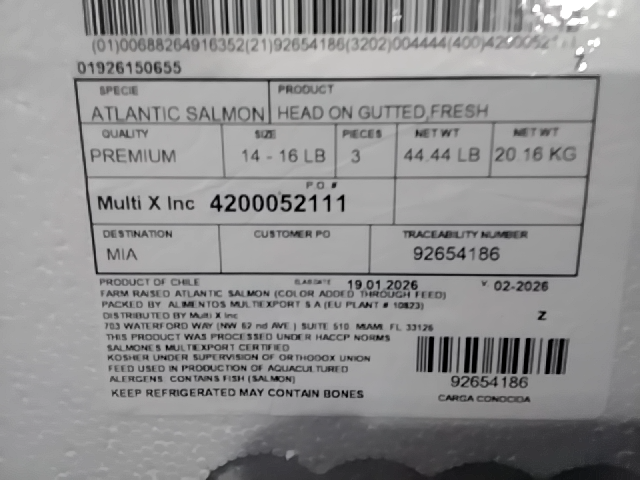 (01)00688264916352(21)92654186(3202)004444(400)42000521
01926150655 Z
SPECIE PRODUCT
ATLANTIC SALMON HEAD ON GUTTED,FRESH
QUALITY SIZE PIECES NET WT NET WT
PREMIUM 14 - 16 LB 3 44.44 LB 20.16 KG
P.O #
Multi X Inc 4200052111
DESTINATION CUSTOMER PO TRACEABILITY NUMBER
MIA 92654186
PRODUCT OF CHILE ELAB DATE 19.01.2026 V. 02-2026
FARM RAISED ATLANTIC SALMON (COLOR ADDED THROUGH FEED)
PACKED BY ALIMENTOS MULTIEXPORT S A (EU PLANT # 10823)
DISTRIBUTED BY Multi X Inc Z
703 WATERFORD WAY (NW 62 nd AVE ) SUITE 510 MIAMI, FL 33126
THIS PRODUCT WAS PROCESSED UNDER HACCP NORMS
SALMONES MULTIEXPORT CERTIFIED
KOSHER UNDER SUPERVISION OF ORTHODOX UNION
FEED USED IN PRODUCTION OF AQUACULTURED
ALERGENS CONTAINS FISH (SALMON)
92654186
KEEP REFRIGERATED MAY CONTAIN BONES
CARGA CONOCIDA